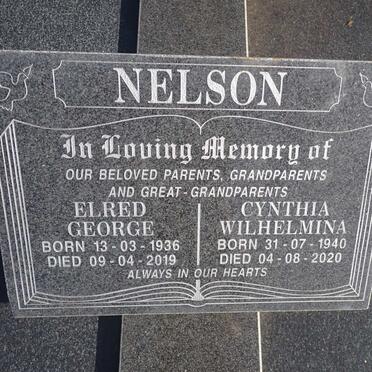 NELSON
In Loving Memory of
OUR BELOVED PARENTS, GRANDPARENTS
AND GREAT-GRANDPARENTS
ELRED
GEORGE
BORN 13-03-1936
DIED 09-04-2019
CYNTHIA
WILHELMINA
BORN 31-07-1940
DIED 04-08-2020
ALWAYS IN OUR HEARTS